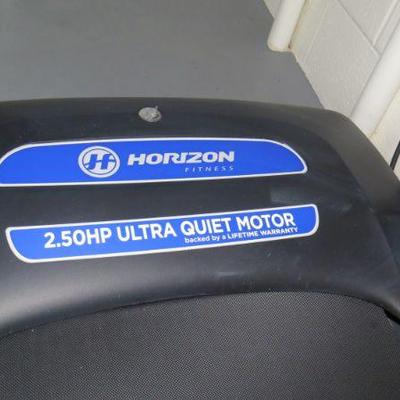 HORIZON
FITNESS
2.50HP ULTRA QUIET MOTOR
backed by a LIFETIME WARRANTY